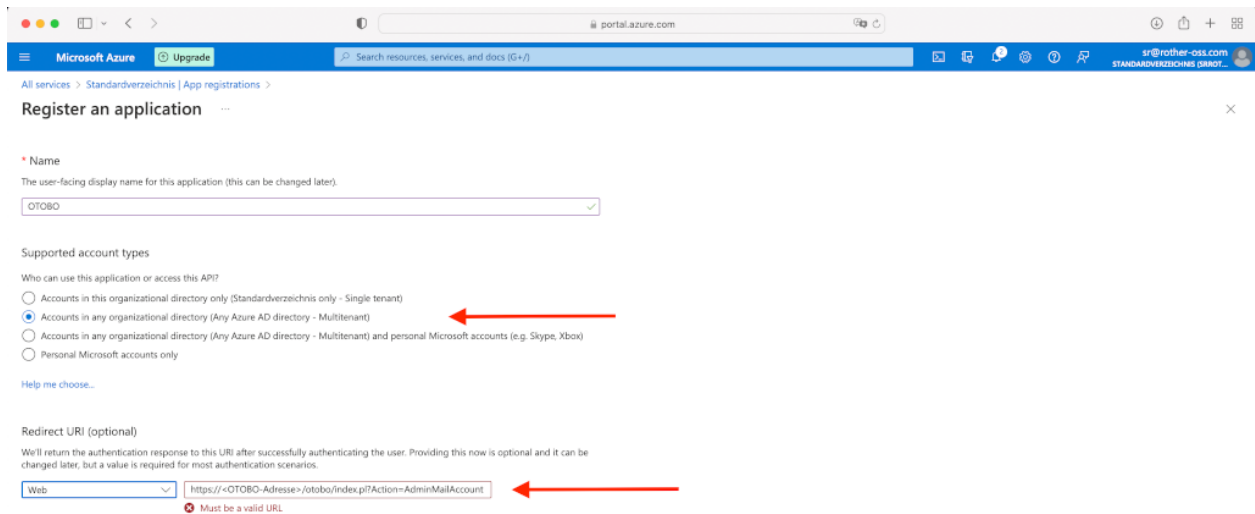 portal.azure.com
Microsoft Azure
Upgrade
Search resources, services, and docs (G+/)
2
sr@rother-oss.com
STANDARDVERZEICHNIS (SRROT...
All services > Standardverzeichnis | App registrations >
Register an application ...
* Name
The user-facing display name for this application (this can be changed later).
OTOBO
Supported account types
Who can use this application or access this API?
Accounts in this organizational directory only (Standardverzeichnis only - Single tenant)
Accounts in any organizational directory (Any Azure AD directory - Multitenant)
Accounts in any organizational directory (Any Azure AD directory - Multitenant) and personal Microsoft accounts (e.g. Skype, Xbox)
Personal Microsoft accounts only
Help me choose...
Redirect URI (optional)
We'll return the authentication response to this URI after successfully authenticating the user. Providing this now is optional and it can be
changed later, but a value is required for most authentication scenarios.
Web
https://<OTOBO-Adresse>/otobo/index.pl?Action=AdminMailAccount
Must be a valid URL